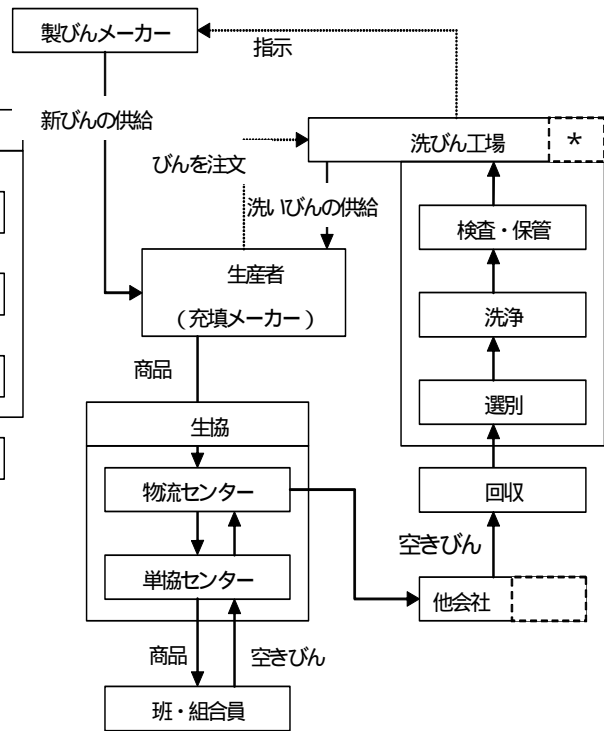 製びんメーカー
指示
新びんの供給
洗びん工場
*
びんを注文
洗いびんの供給
検査・保管
生産者
(充填メーカー)
洗浄
商品
選別
生協
物流センター
回収
空きびん
単協センター
他会社
商品
空きびん
班・組合員